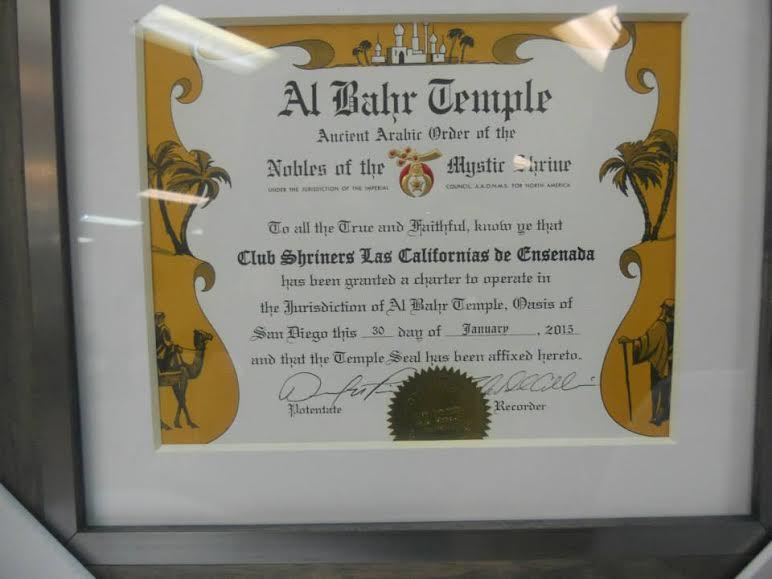 Al Bahr Temple
Ancient Arabic Order of the
Nobles of the Mystic Shrine
UNDER THE JURISDICTION OF THE IMPERIAL COUNCIL, A.A.O.N.M.S. FOR NORTH AMERICA
To all the True and Faithful, know ye that
Club Shriners Las Californias de Ensenada
has been granted a charter to operate in
the Jurisdiction of Al Bahr Temple, Oasis of
San Diego this 30 day of January, 2015
and that the Temple Seal has been affixed hereto.
Potentate Recorder